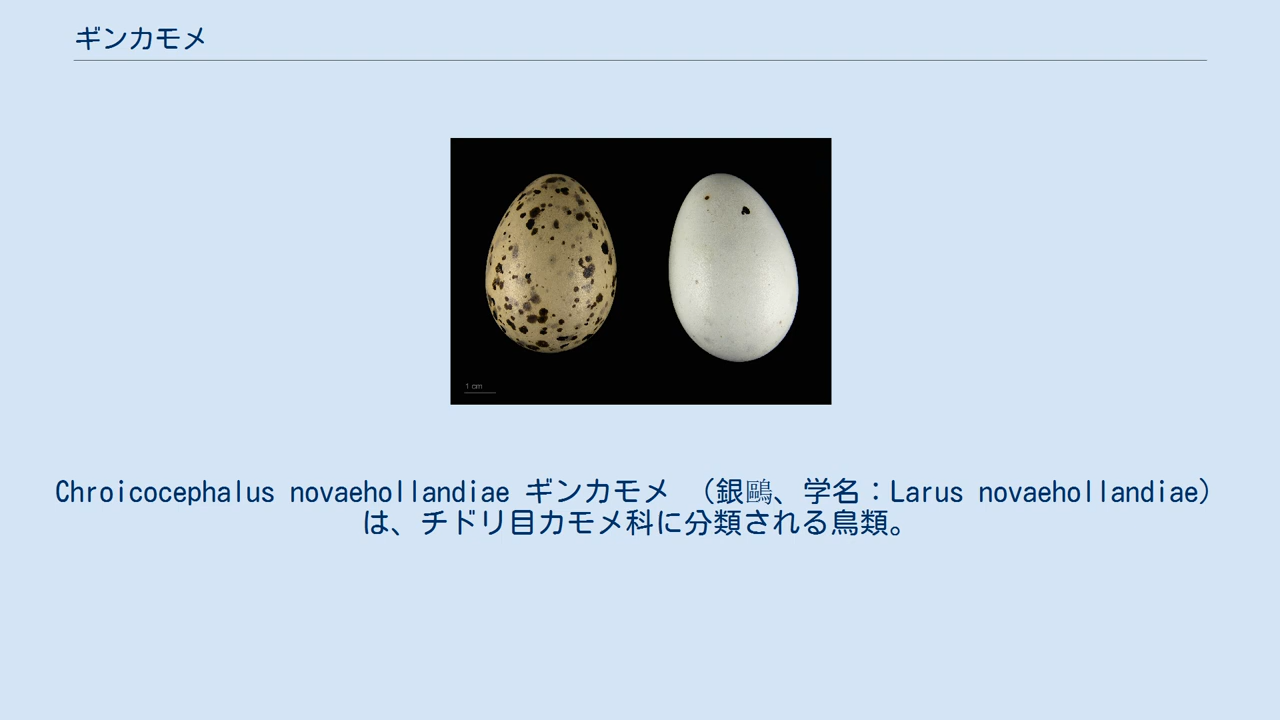 ギンカモメ
1 cm
Chroicocephalus novaehollandiae ギンカモメ （銀鷗、学名：Larus novaehollandiae）
は、チドリ目カモメ科に分類される鳥類。